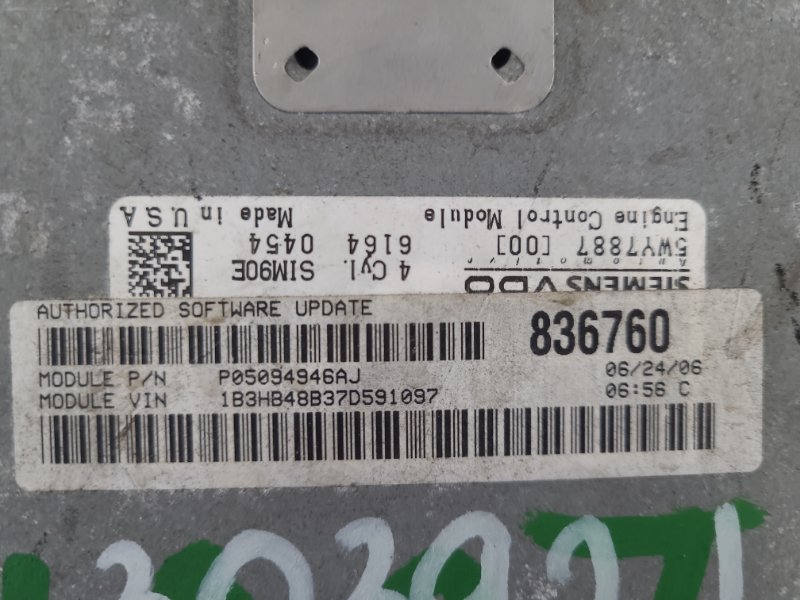 SIEMENS VDO
Automotive
5WY7887 [00]
Engine Control Module
4 Cyl. SIM90E
6164 0454
Made in U.S.A
AUTHORIZED SOFTWARE UPDATE
836760
MODULE P/N P05094946AJ
06/24/06
MODULE VIN 1B3HB48B37D591097
06:56 C